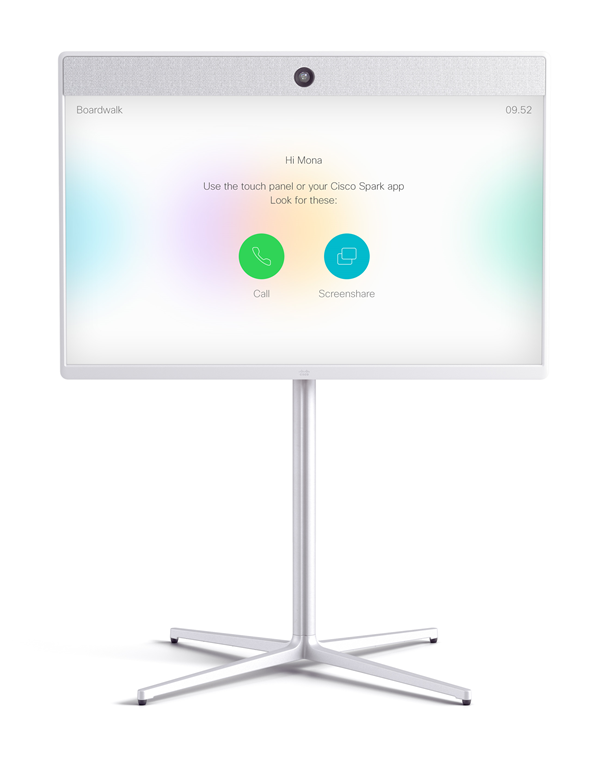 Boardwalk
09.52
Hi Mona
Use the touch panel or your Cisco Spark app
Look for these:
Call
Screenshare